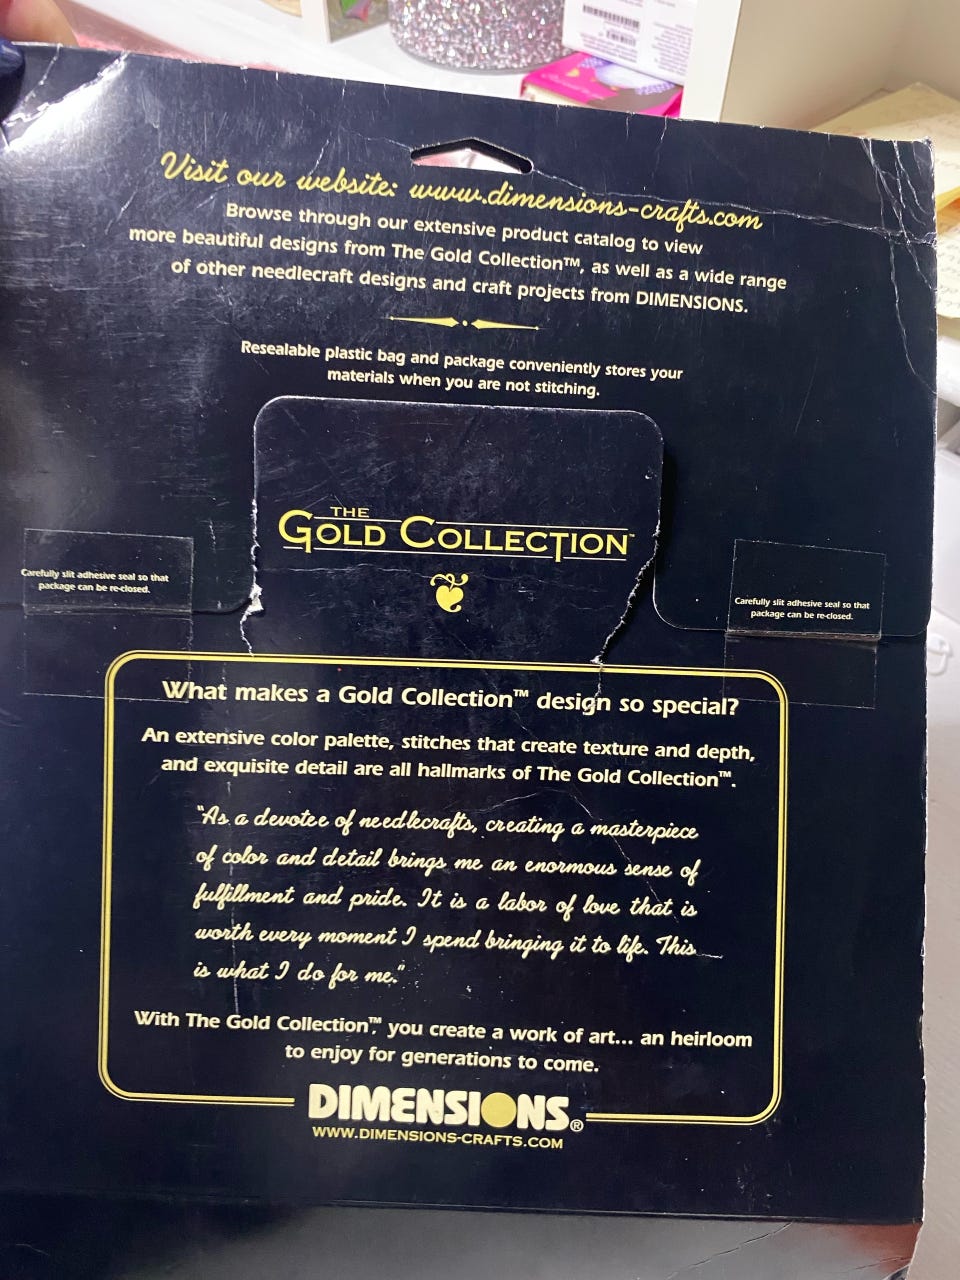 Visit our website: www.dimensions-crafts.com
Browse through our extensive product catalog to view
more beautiful designs from The Gold Collection™, as well as a wide range
of other needlecraft designs and craft projects from DIMENSIONS.
Resealable plastic bag and package conveniently stores your
materials when you are not stitching.
THE
GOLD COLLECTION™
Carefully slit adhesive seal so that
package can be re-closed.
Carefully slit adhesive seal so that
package can be re-closed.
What makes a Gold Collection™ design so special?
An extensive color palette, stitches that create texture and depth,
and exquisite detail are all hallmarks of The Gold Collection™.
"As a devotee of needlecrafts, creating a masterpiece
of color and detail brings me an enormous sense of
fulfillment and pride. It is a labor of love that is
worth every moment I spend bringing it to life. This
is what I do for me."
With The Gold Collection™, you create a work of art... an heirloom
to enjoy for generations to come.
DIMENSIONS®
WWW.DIMENSIONS-CRAFTS.COM